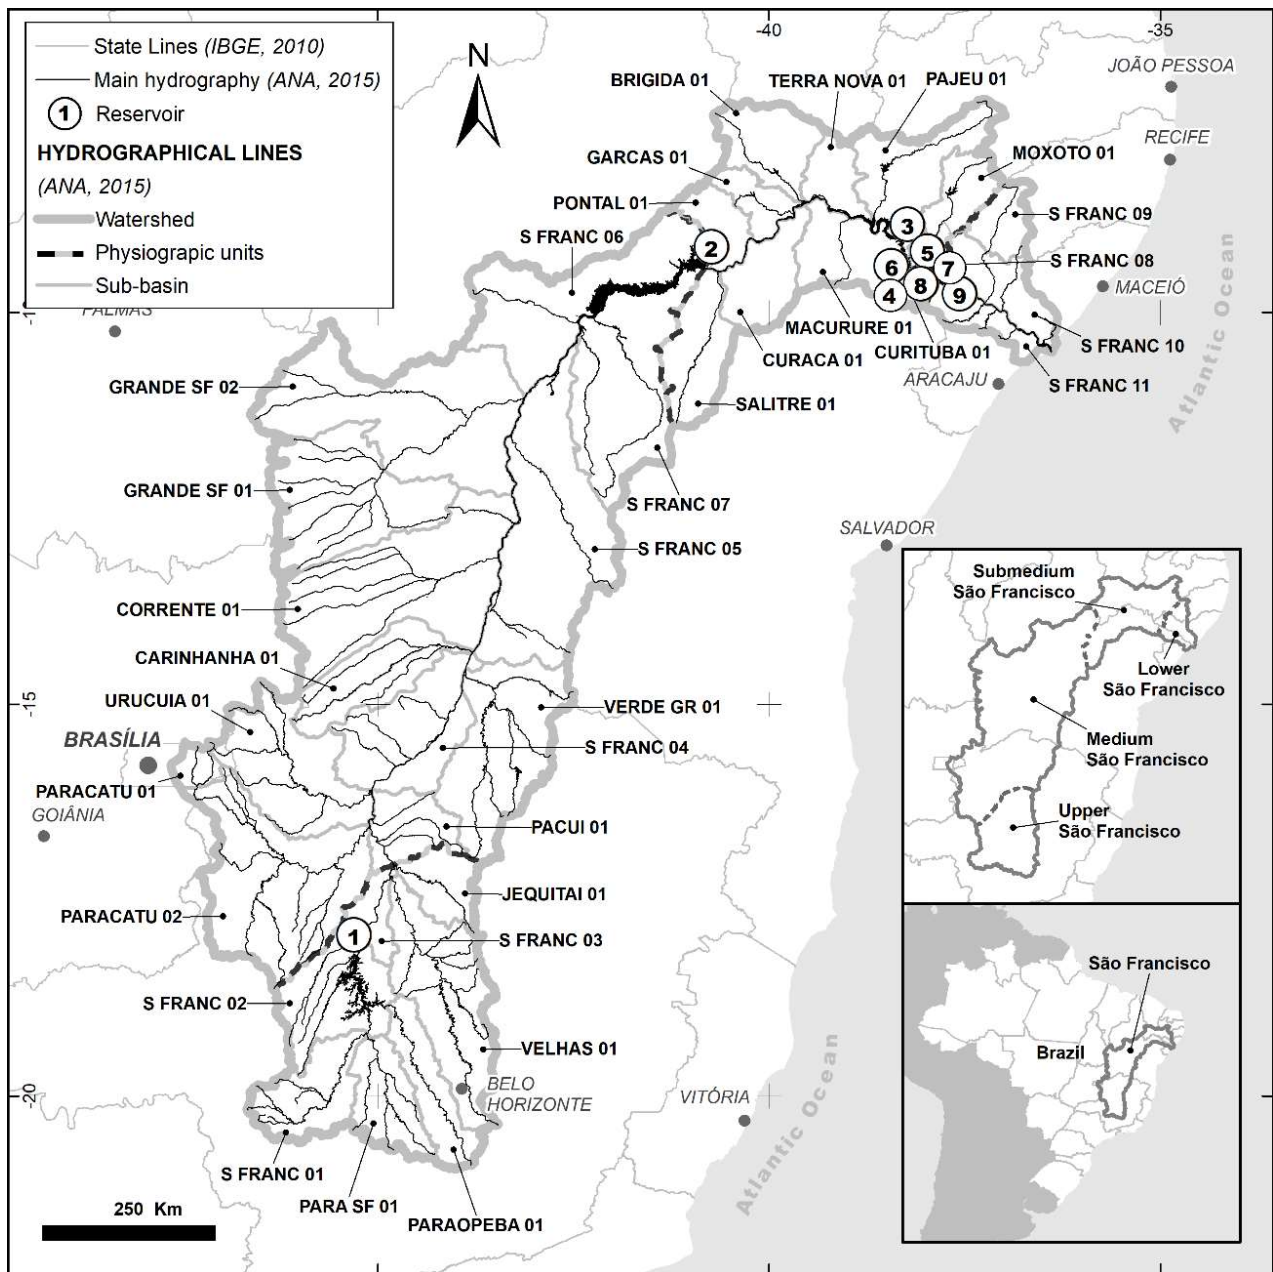 -40
-35
State Lines (IBGE, 2010)
Main hydrography (ANA, 2015)
1 Reservoir
HYDROGRAPHICAL LINES
(ANA, 2015)
Watershed
Physiograpic units
Sub-basin
N
BRIGIDA 01
TERRA NOVA 01
PAJEU 01
JOÃO PESSOA
RECIFE
GARCAS 01
MOXOTO 01
PONTAL 01
S FRANC 09
S FRANC 06
2
3
5
6
7
8
4
9
S FRANC 08
MACEIÓ
Atlantic Ocean
PALMAS
MACURURE 01
CURACA 01
CURITUBA 01
S FRANC 10
ARACAJU
S FRANC 11
GRANDE SF 02
SALITRE 01
GRANDE SF 01
S FRANC 07
SALVADOR
S FRANC 05
CORRENTE 01
CARINHANHA 01
URUCUIA 01
-15
VERDE GR 01
BRASÍLIA
S FRANC 04
PARACATU 01
GOIÂNIA
PACUI 01
JEQUITAI 01
PARACATU 02
1
S FRANC 03
S FRANC 02
VELHAS 01
BELO
HORIZONTE
-20
VITÓRIA
Atlantic Ocean
S FRANC 01
PARA SF 01
PARAOPEBA 01
250 Km
Submedium
São Francisco
Lower
São Francisco
Medium
São Francisco
Upper
São Francisco
São Francisco
Brazil